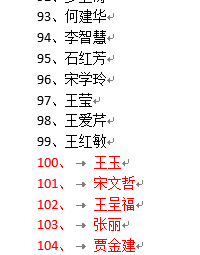 93、何建华
94、李智慧
95、石红芳
96、宋学玲
97、王莹
98、王爱芹
99、王红敏
100、 → 王玉
101、 → 宋文哲
102、 → 王呈福
103、 → 张丽
104、 → 贾金建